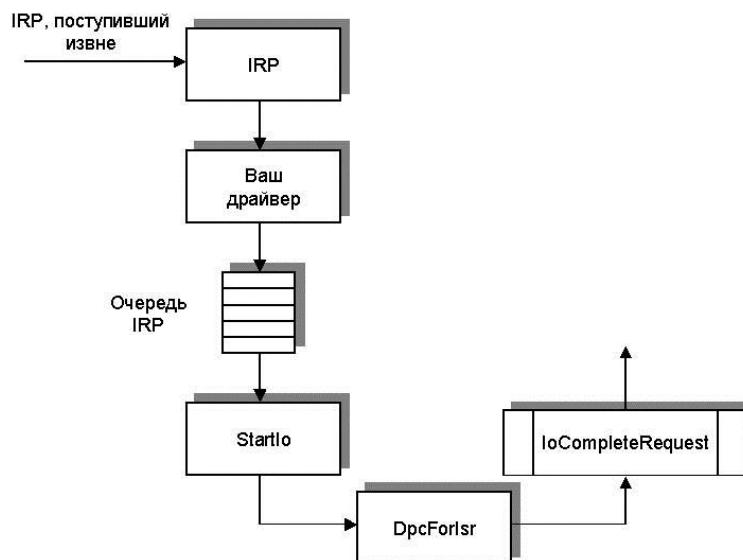 IRP, поступивший
извне
IRP
Ваш
драйвер
Очередь
IRP
StartIo
IoCompleteRequest
DpcForIsr